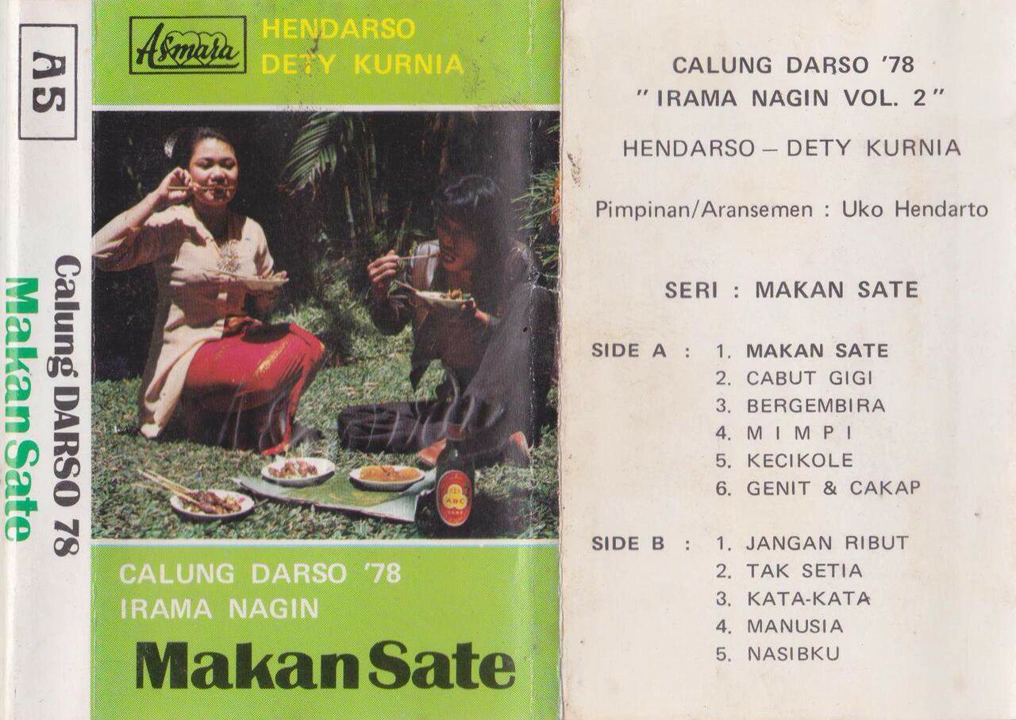 A5
Calung DARSO 78
Makan Sate
Asmara
HENDARSO
DETY KURNIA
ABC
CALUNG DARSO '78
IRAMA NAGIN
Makan Sate
CALUNG DARSO '78
" IRAMA NAGIN VOL. 2 "
HENDARSO – DETY KURNIA
Pimpinan/Aransemen : Uko Hendarto
SERI : MAKAN SATE
SIDE A : 1. MAKAN SATE
2. CABUT GIGI
3. BERGEMBIRA
4. M I M P I
5. KECIKOLE
6. GENIT & CAKAP
SIDE B : 1. JANGAN RIBUT
2. TAK SETIA
3. KATA-KATA
4. MANUSIA
5. NASIBKU